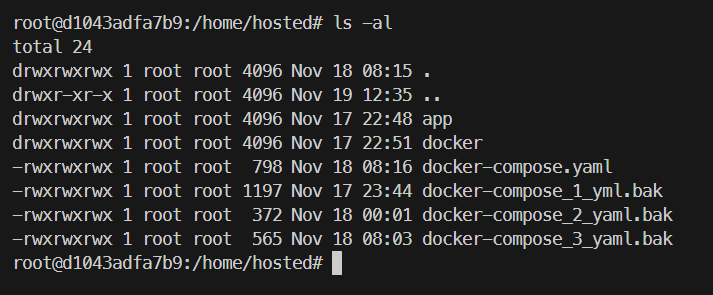 root@d1043adfa7b9:/home/hosted# ls -al
total 24
drwxrwxrwx 1 root root 4096 Nov 18 08:15 .
drwxr-xr-x 1 root root 4096 Nov 19 12:35 ..
drwxrwxrwx 1 root root 4096 Nov 17 22:48 app
drwxrwxrwx 1 root root 4096 Nov 17 22:51 docker
-rwxrwxrwx 1 root root  798 Nov 18 08:16 docker-compose.yaml
-rwxrwxrwx 1 root root 1197 Nov 17 23:44 docker-compose_1_yml.bak
-rwxrwxrwx 1 root root  372 Nov 18 00:01 docker-compose_2_yaml.bak
-rwxrwxrwx 1 root root  565 Nov 18 08:03 docker-compose_3_yaml.bak
root@d1043adfa7b9:/home/hosted#